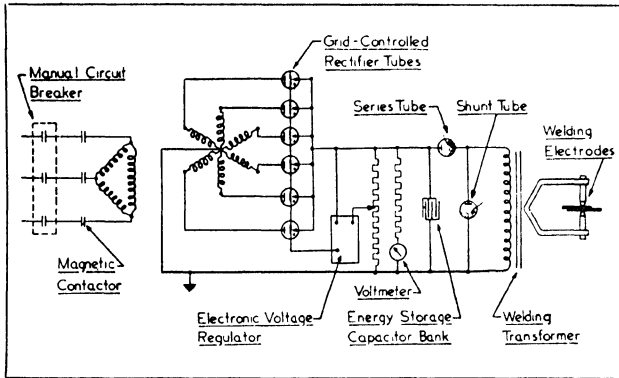 Grid-Controlled
Rectifier Tubes
Manual Circuit
Breaker
Series Tube
Shunt Tube
Welding
Electrodes
Magnetic
Contactor
Electronic Voltage
Regulator
Voltmeter
Energy Storage
Capacitor Bank
Welding
Transformer